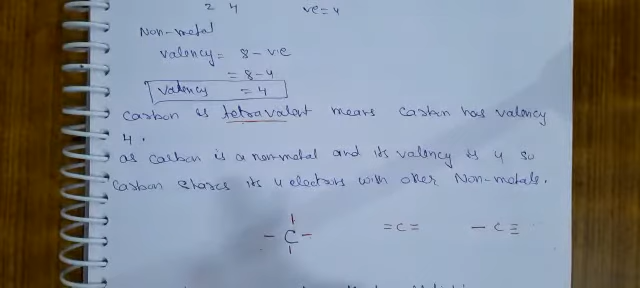 2 4 ve=4
Non-metal
valency = 8-ve
= 8-4
valency = 4
Carbon is tetravalent means carbon has valency
4.
as carbon is a non-metal and its valency is 4 so
carbon shares its 4 electrons with other Non-metals.
-C- =C= -C≡